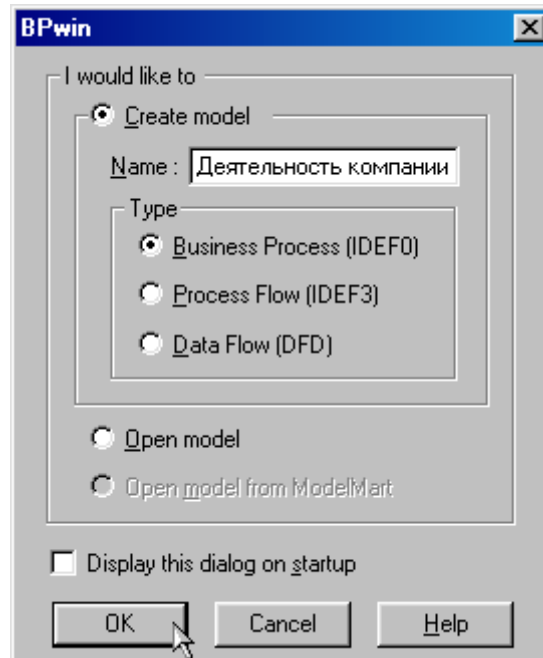 BPwin
I would like to
Create model
Name : Деятельность компании
Type
Business Process (IDEF0)
Process Flow (IDEF3)
Data Flow (DFD)
Open model
Open model from ModelMart
Display this dialog on startup
OK Cancel Help